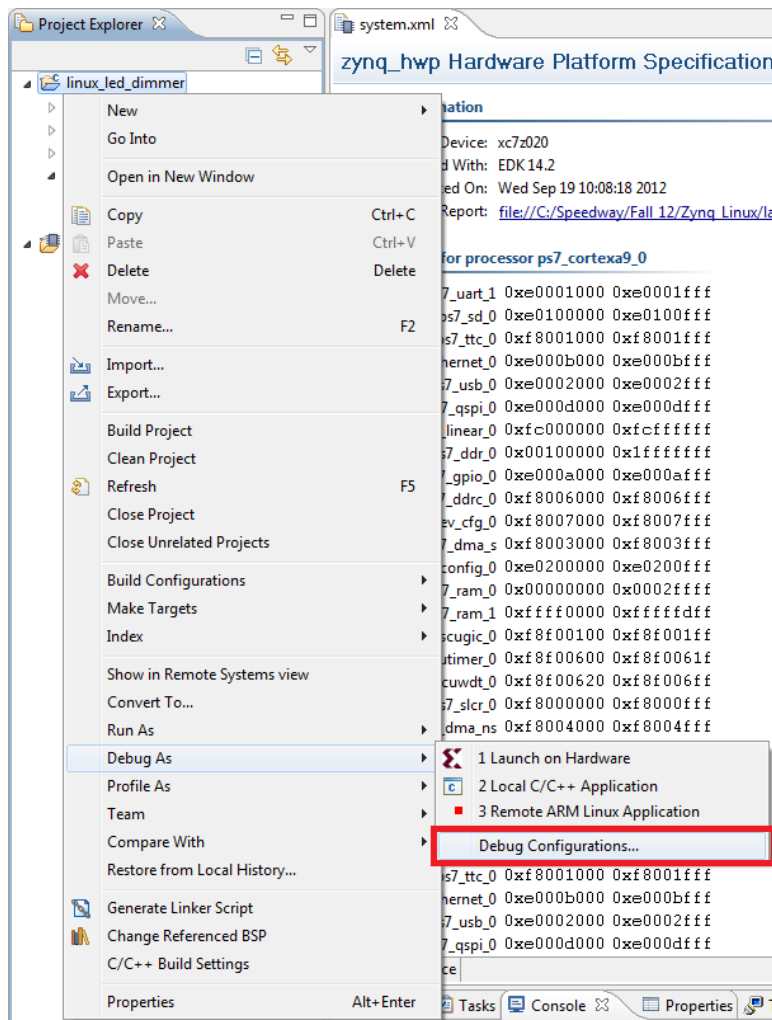 Project Explorer
system.xml
linux_led_dimmer
zynq_hwp Hardware Platform Specification
New
Go Into
Open in New Window
Copy Ctrl+C
Paste Ctrl+V
Delete Delete
Move...
Rename... F2
Import...
Export...
Build Project
Clean Project
Refresh F5
Close Project
Close Unrelated Projects
Build Configurations
Make Targets
Index
Show in Remote Systems view
Convert To...
Run As
Debug As
Profile As
Team
Compare With
Restore from Local History...
Generate Linker Script
Change Referenced BSP
C/C++ Build Settings
Properties Alt+Enter
mation
Device: xc7z020
d With: EDK 14.2
ed On: Wed Sep 19 10:08:18 2012
Report: file://C:/Speedway/Fall_12/Zynq_Linux/la
for processor ps7_cortexa9_0
7_uart_1 0xe0001000 0xe0001fff
ps7_sd_0 0xe0100000 0xe0100fff
s7_ttc_0 0xf8001000 0xf8001fff
hernet_0 0xe000b000 0xe000bfff
s7_usb_0 0xe0002000 0xe0002fff
7_qspi_0 0xe000d000 0xe000dfff
_linear_0 0xfc000000 0xfcffffff
s7_ddr_0 0x00100000 0x1fffffff
7_gpio_0 0xe000a000 0xe000afff
7_ddrc_0 0xf8006000 0xf8006fff
ev_cfg_0 0xf8007000 0xf8007fff
7_dma_s 0xf8003000 0xf8003fff
config_0 0xe0200000 0xe0200fff
7_ram_0 0x00000000 0x0002ffff
7_ram_1 0xffff0000 0xfffffdff
scugic_0 0xf8f00100 0xf8f001ff
utimer_0 0xf8f00600 0xf8f0061f
cuwdt_0 0xf8f00620 0xf8f006ff
s7_slcr_0 0xf8000000 0xf8000fff
_dma_ns 0xf8004000 0xf8004fff
1 Launch on Hardware
2 Local C/C++ Application
3 Remote ARM Linux Application
Debug Configurations...
s7_ttc_0 0xf8001000 0xf8001fff
hernet_0 0xe000b000 0xe000bfff
s7_usb_0 0xe0002000 0xe0002fff
7_qspi_0 0xe000d000 0xe000dfff
ce
Tasks
Console
Properties